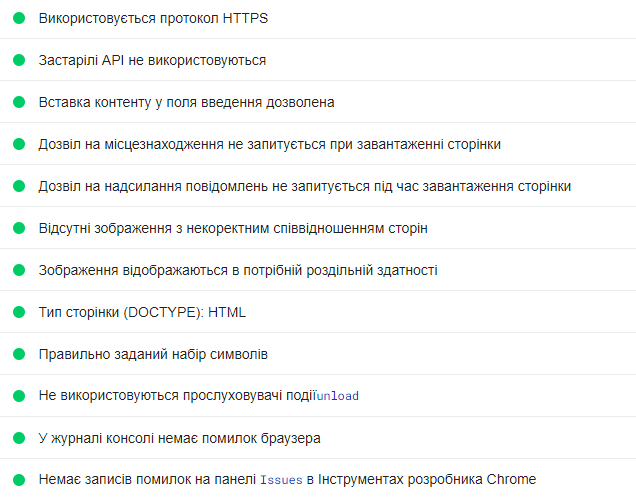 Використовується протокол HTTPS
Застарілі API не використовуються
Вставка контенту у поля введення дозволена
Дозвіл на місцезнаходження не запитується при завантаженні сторінки
Дозвіл на надсилання повідомлень не запитується під час завантаження сторінки
Відсутні зображення з некоректним співвідношенням сторін
Зображення відображаються в потрібній роздільній здатності
Тип сторінки (DOCTYPE): HTML
Правильно заданий набір символів
Не використовуються прослуховувачі подіїunload
У журналі консолі немає помилок браузера
Немає записів помилок на панелі Issues в Інструментах розробника Chrome